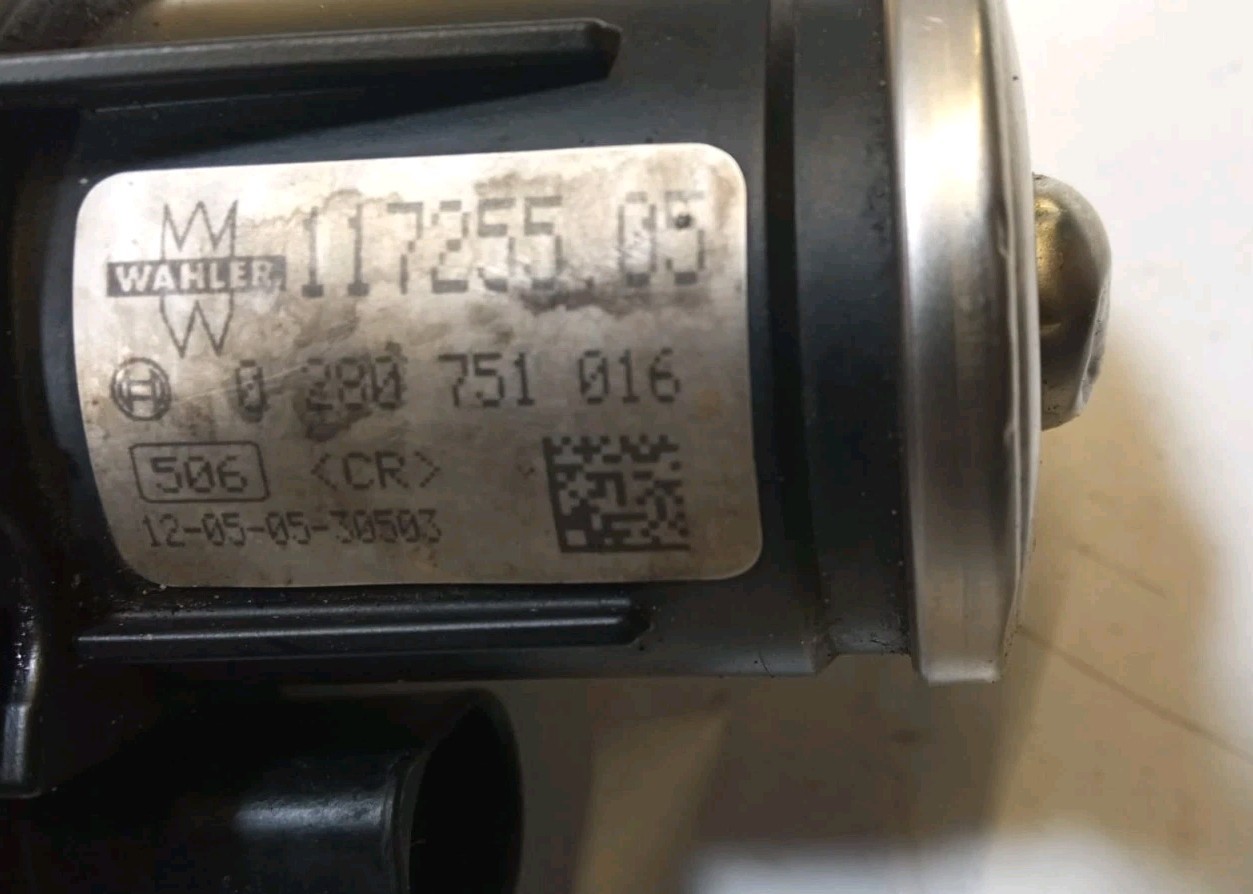 WAHLER 117255.05
0 280 751 016
506 <CR>
12-05-05-30503